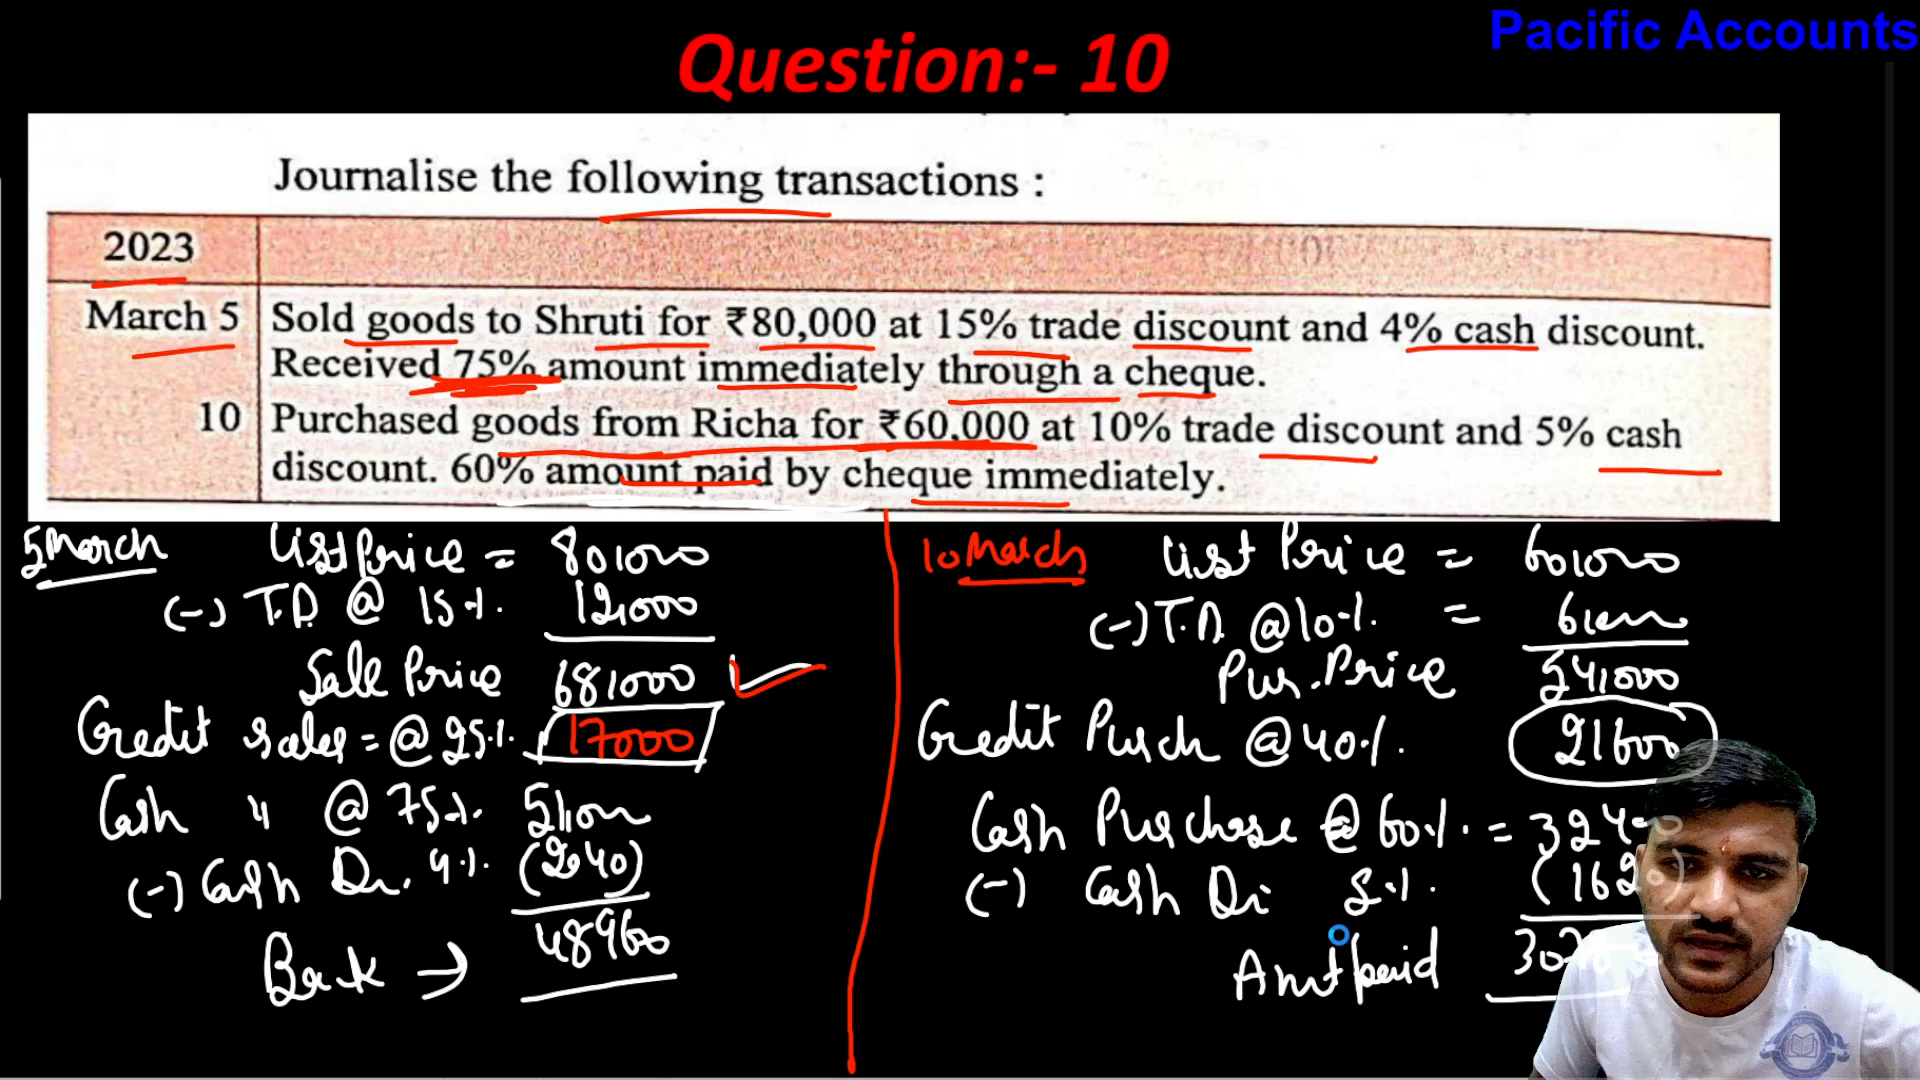 Pacific Accounts
Question:- 10
Journalise the following transactions :
2023
March 5 Sold goods to Shruti for ₹80,000 at 15% trade discount and 4% cash discount.
Received 75% amount immediately through a cheque.
10 Purchased goods from Richa for ₹60,000 at 10% trade discount and 5% cash
discount. 60% amount paid by cheque immediately.
5 March List Price = 80,000
(-) T.D. @ 15%. 12,000
Sale Price 68,000
Credit Sales = @ 25%. 17000
Cash " @ 75%. 51,000
(-) Cash Dis. 4%. (2040)
Bank → 48960
10 March List Price = 60,000
(-) T.D. @ 10%. = 6,000
Pur. Price 54,000
Credit Purch @ 40%. 21600
Cash Purchase @ 60%. = 32400
(-) Cash Dis 5%. (1620)
Amt paid